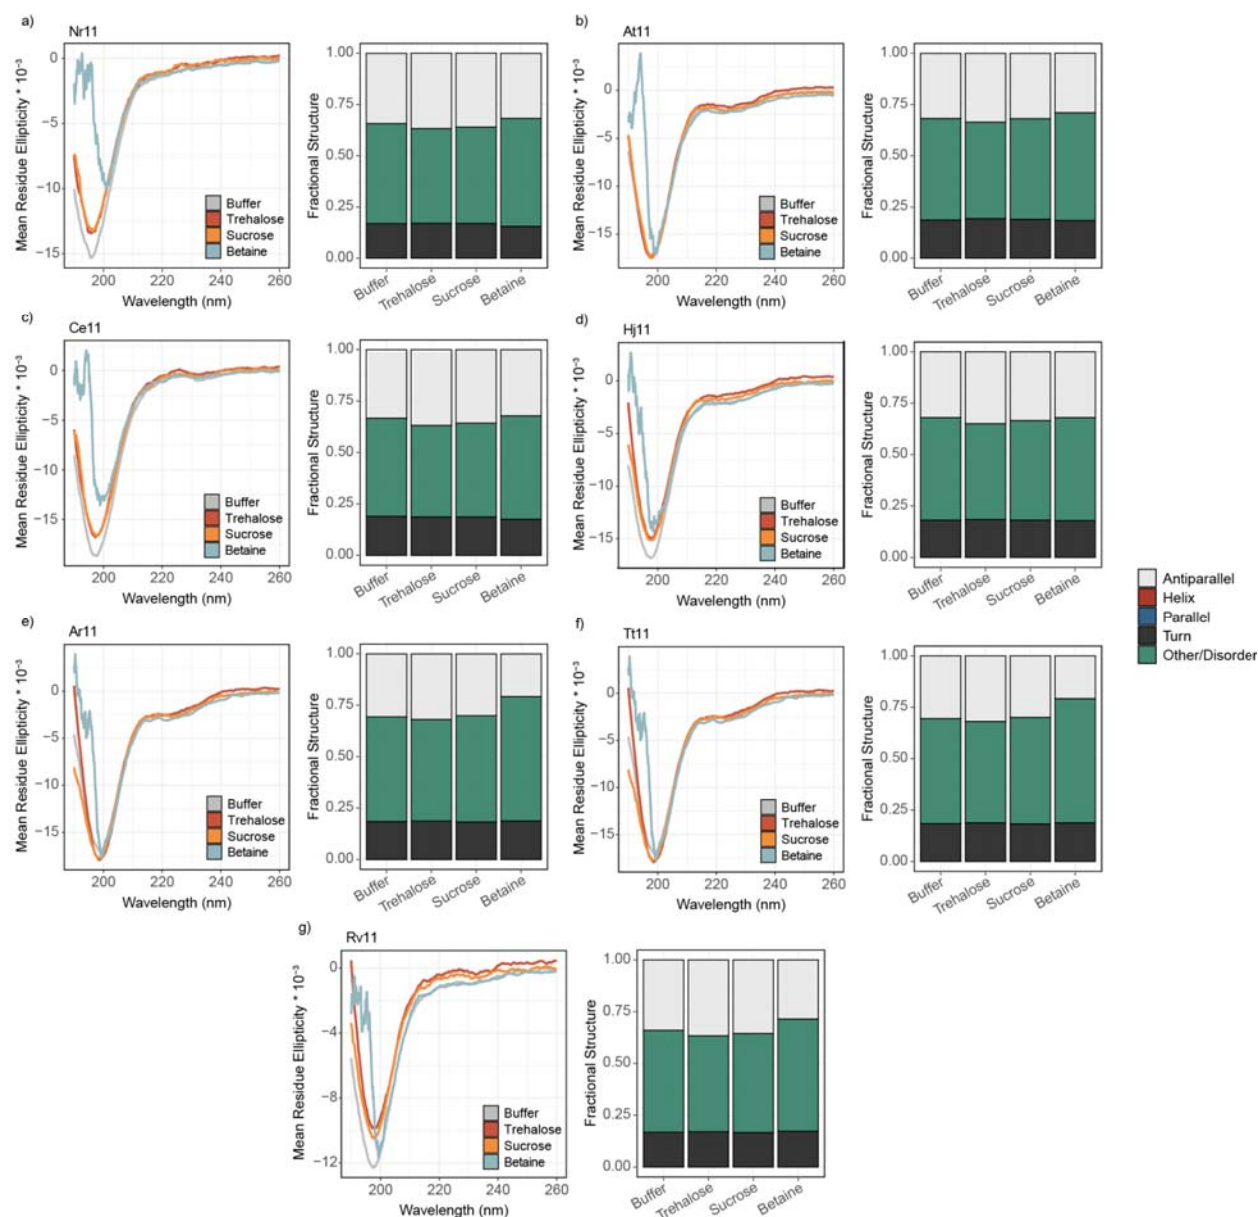 a)
Nr11
Mean Residue Ellipticity * 10⁻³
0
−5
−10
−15
200
220
240
260
Wavelength (nm)
Buffer
Trehalose
Sucrose
Betaine
Fractional Structure
1.00
0.75
0.50
0.25
0.00
Buffer
Trehalose
Sucrose
Betaine
b)
At11
Mean Residue Ellipticity * 10⁻³
0
−5
−10
−15
200
220
240
260
Wavelength (nm)
Buffer
Trehalose
Sucrose
Betaine
Fractional Structure
1.00
0.75
0.50
0.25
0.00
Buffer
Trehalose
Sucrose
Betaine
c)
Ce11
Mean Residue Ellipticity * 10⁻³
0
−5
−10
−15
200
220
240
260
Wavelength (nm)
Buffer
Trehalose
Sucrose
Betaine
Fractional Structure
1.00
0.75
0.50
0.25
0.00
Buffer
Trehalose
Sucrose
Betaine
d)
Hj11
Mean Residue Ellipticity * 10⁻³
0
−5
−10
−15
200
220
240
260
Wavelength (nm)
Buffer
Trehalose
Sucrose
Betaine
Fractional Structure
1.00
0.75
0.50
0.25
0.00
Buffer
Trehalose
Sucrose
Betaine
Antiparallel
Helix
Parallel
Turn
Other/Disorder
e)
Ar11
Mean Residue Ellipticity * 10⁻³
0
−5
−10
−15
200
220
240
260
Wavelength (nm)
Buffer
Trehalose
Sucrose
Betaine
Fractional Structure
1.00
0.75
0.50
0.25
0.00
Buffer
Trehalose
Sucrose
Betaine
f)
Tt11
Mean Residue Ellipticity * 10⁻³
0
−5
−10
−15
200
220
240
260
Wavelength (nm)
Buffer
Trehalose
Sucrose
Betaine
Fractional Structure
1.00
0.75
0.50
0.25
0.00
Buffer
Trehalose
Sucrose
Betaine
g)
Rv11
Mean Residue Ellipticity * 10⁻³
0
−4
−8
−12
200
220
240
260
Wavelength (nm)
Buffer
Trehalose
Sucrose
Betaine
Fractional Structure
1.00
0.75
0.50
0.25
0.00
Buffer
Trehalose
Sucrose
Betaine